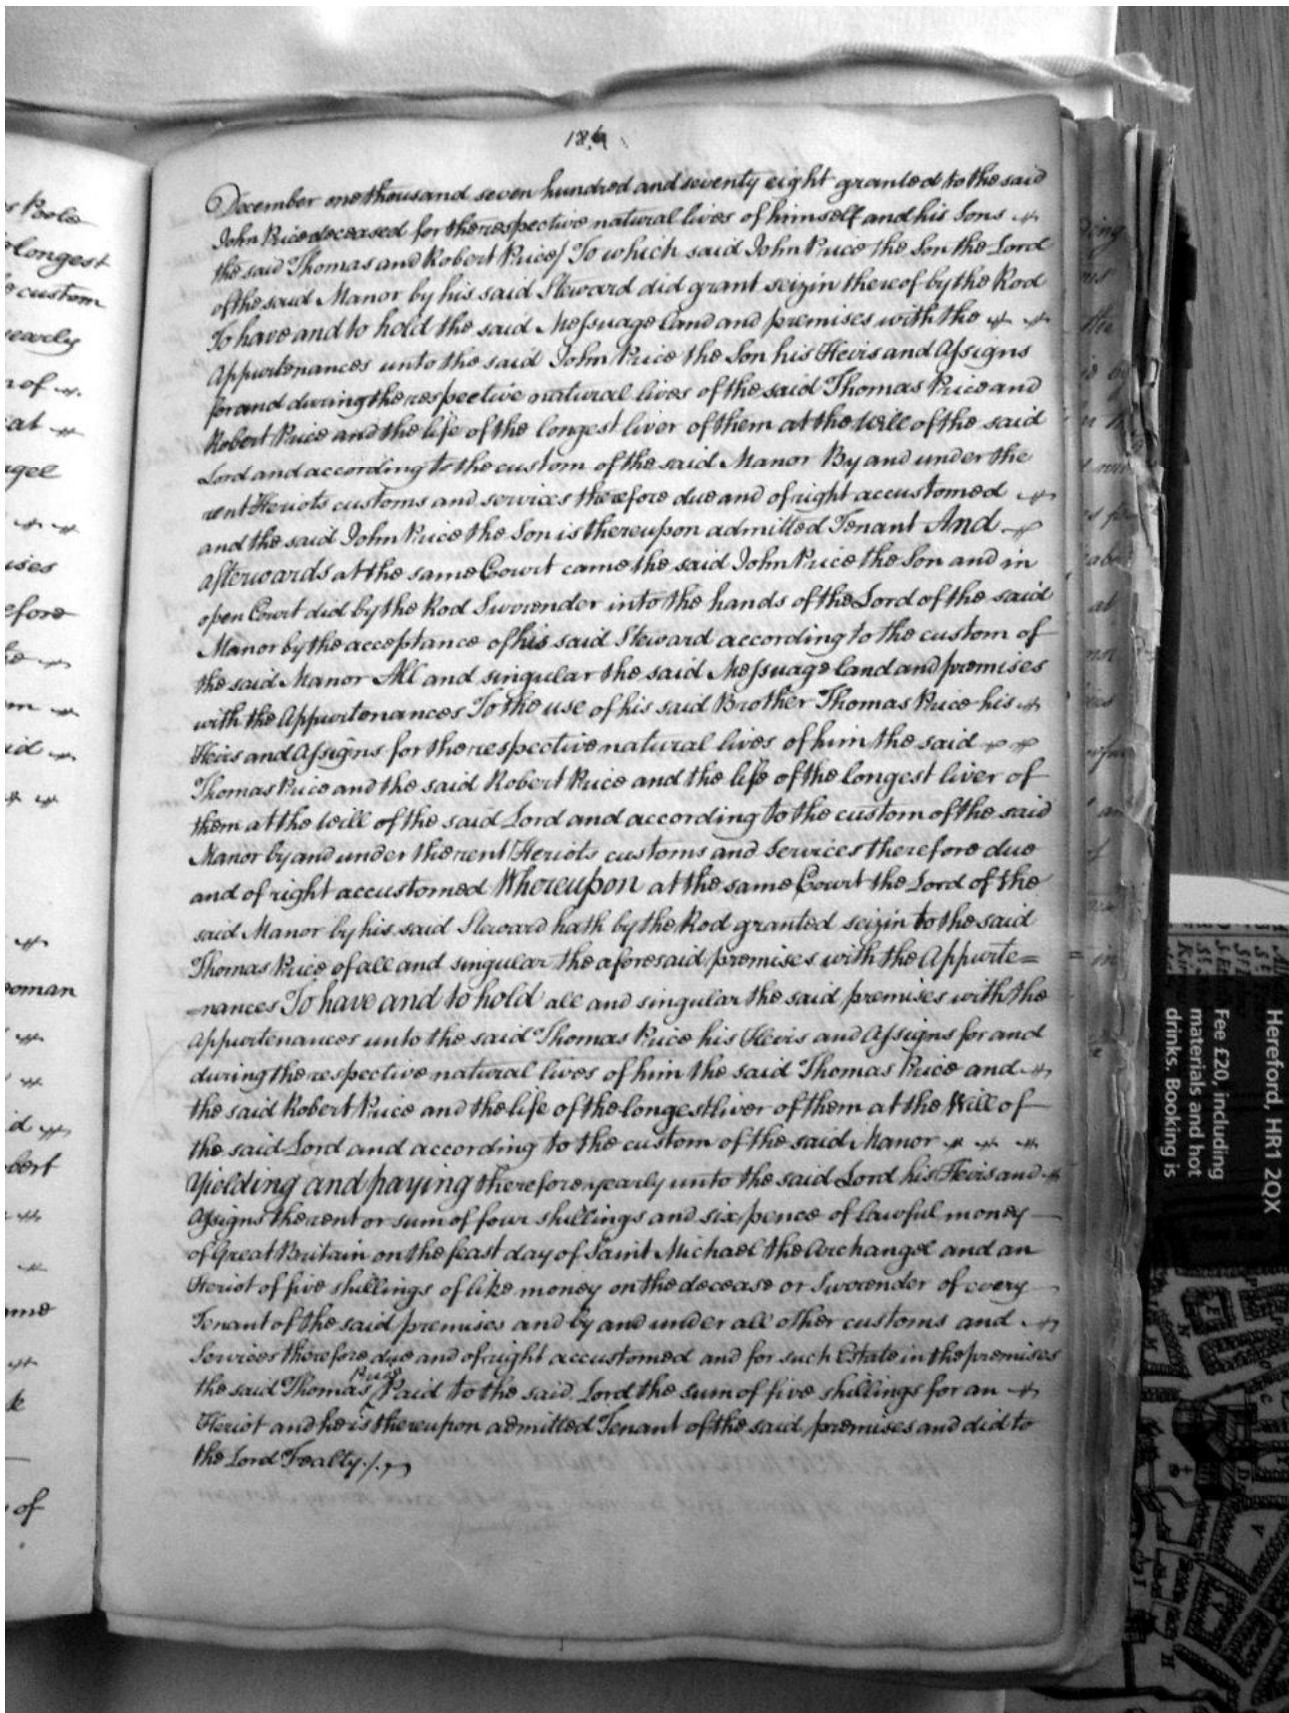 December one thousand seven hundred and seventy eight granted to the said
John Price deceased for the respective natural lives of himself and his Sons
the said Thomas and Robert Price) To which said John Price the Son the Lord
of the said Manor by his said Steward did grant seizin thereof by the Rod
To have and to hold the said Messuage land and premises with the
Appurtenances unto the said John Price the Son his Heirs and Assigns
for and during the respective natural lives of the said Thomas Price and
Robert Price and the life of the longest liver of them at the Will of the said
Lord and according to the custom of the said Manor By and under the
rent Heriots customs and services therefore due and of right accustomed
and the said John Price the Son is thereupon admitted Tenant And
afterwards at the same Court came the said John Price the Son and in
open Court did by the Rod Surrender into the hands of the Lord of the said
Manor by the acceptance of his said Steward according to the custom of
the said Manor All and singular the said Messuage land and premises
with the Appurtenances To the use of his said Brother Thomas Price his
Heirs and Assigns for the respective natural lives of him the said
Thomas Price and the said Robert Price and the life of the longest liver of
them at the Will of the said Lord and according to the custom of the said
Manor by and under the rent Heriots customs and Services therefore due
and of right accustomed Whereupon at the same Court the Lord of the
said Manor by his said Steward hath by the Rod granted seizin to the said
Thomas Price of all and singular the aforesaid premises with the Appurte=
=nances To have and to hold all and singular the said premises with the
Appurtenances unto the said Thomas Price his Heirs and Assigns for and
during the respective natural lives of him the said Thomas Price and
the said Robert Price and the life of the longest liver of them at the Will of
the said Lord and according to the custom of the said Manor
Yielding and paying therefore yearly unto the said Lord his Heirs and
Assigns the rent or sum of four shillings and six pence of lawful money
of Great Britain on the feast day of Saint Michael the Archangel and an
Heriot of five shillings of like money on the decease or Surrender of every
Tenant of the said premises and by and under all other customs and
Services therefore due and of right accustomed and for such Estate in the premises
the said Thomas Price Paid to the said Lord the sum of five shillings for an
Heriot and he is thereupon admitted Tenant of the said premises and did to
the Lord Fealty
Poole
longest
custom
yearly
of
at
oman
of
Hereford, HR1 2QX
Fee £20, including
materials and hot
drinks. Booking is